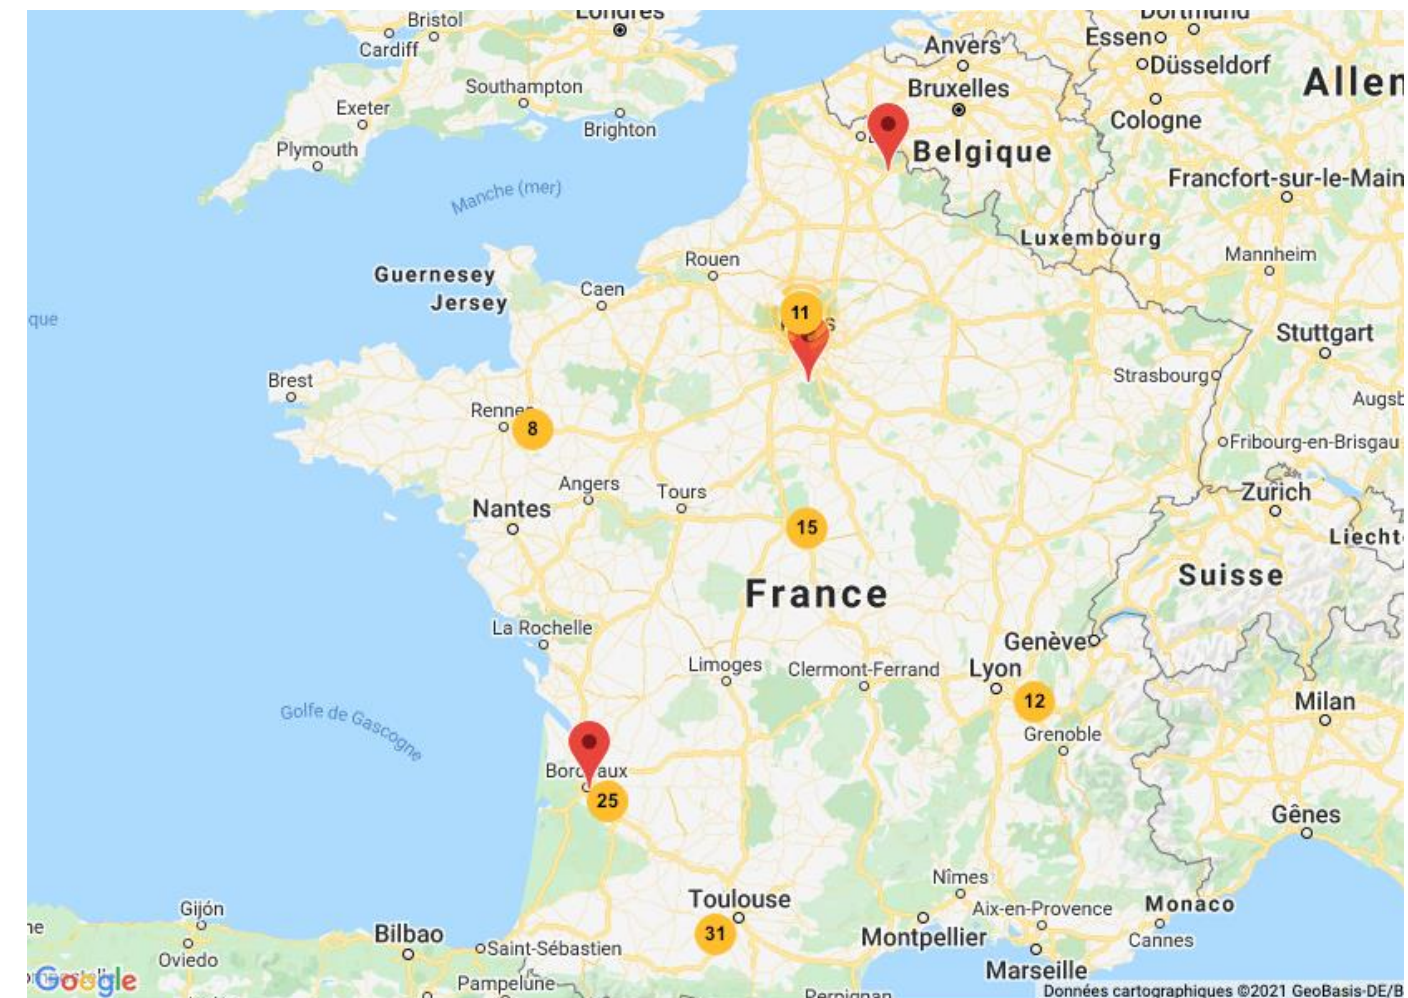 Londres
Bristol
Cardiff
Dortmund
Essen
Anvers
Düsseldorf
Allen
Southampton
Bruxelles
Exeter
Cologne
Brighton
Plymouth
Belgique
Francfort-sur-le-Main
Manche (mer)
Luxembourg
Mannheim
Rouen
Guernesey
Jersey
Caen
11
que
Stuttgart
Strasbourg
Brest
Augsb
Rennes
8
Fribourg-en-Brisgau
Angers
Tours
Zurich
Nantes
15
Liecht
Suisse
France
La Rochelle
Genève
Limoges
Clermont-Ferrand
Lyon
12
Milan
Golfe de Gascogne
Grenoble
Bordeaux
25
Gênes
Nîmes
Toulouse
Monaco
Gijón
Aix-en-Provence
ne
Bilbao
31
Montpellier
Cannes
Saint-Sébastien
Oviedo
Marseille
Google
Pampelune
Perpignan
Données cartographiques ©2021 GeoBasis-DE/B